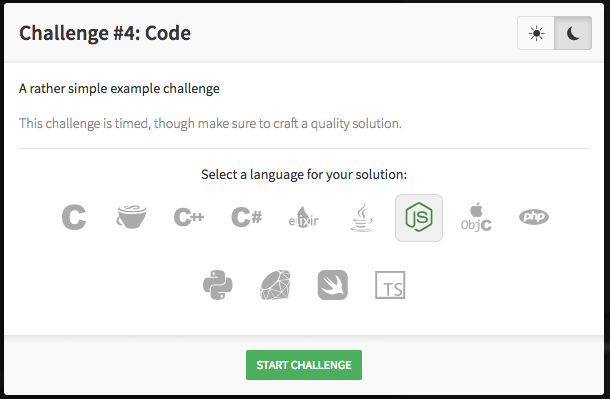 Challenge #4: Code
A rather simple example challenge
This challenge is timed, though make sure to craft a quality solution.
Select a language for your solution:
C C++ C# elixir JS ObjC php
TS
START CHALLENGE